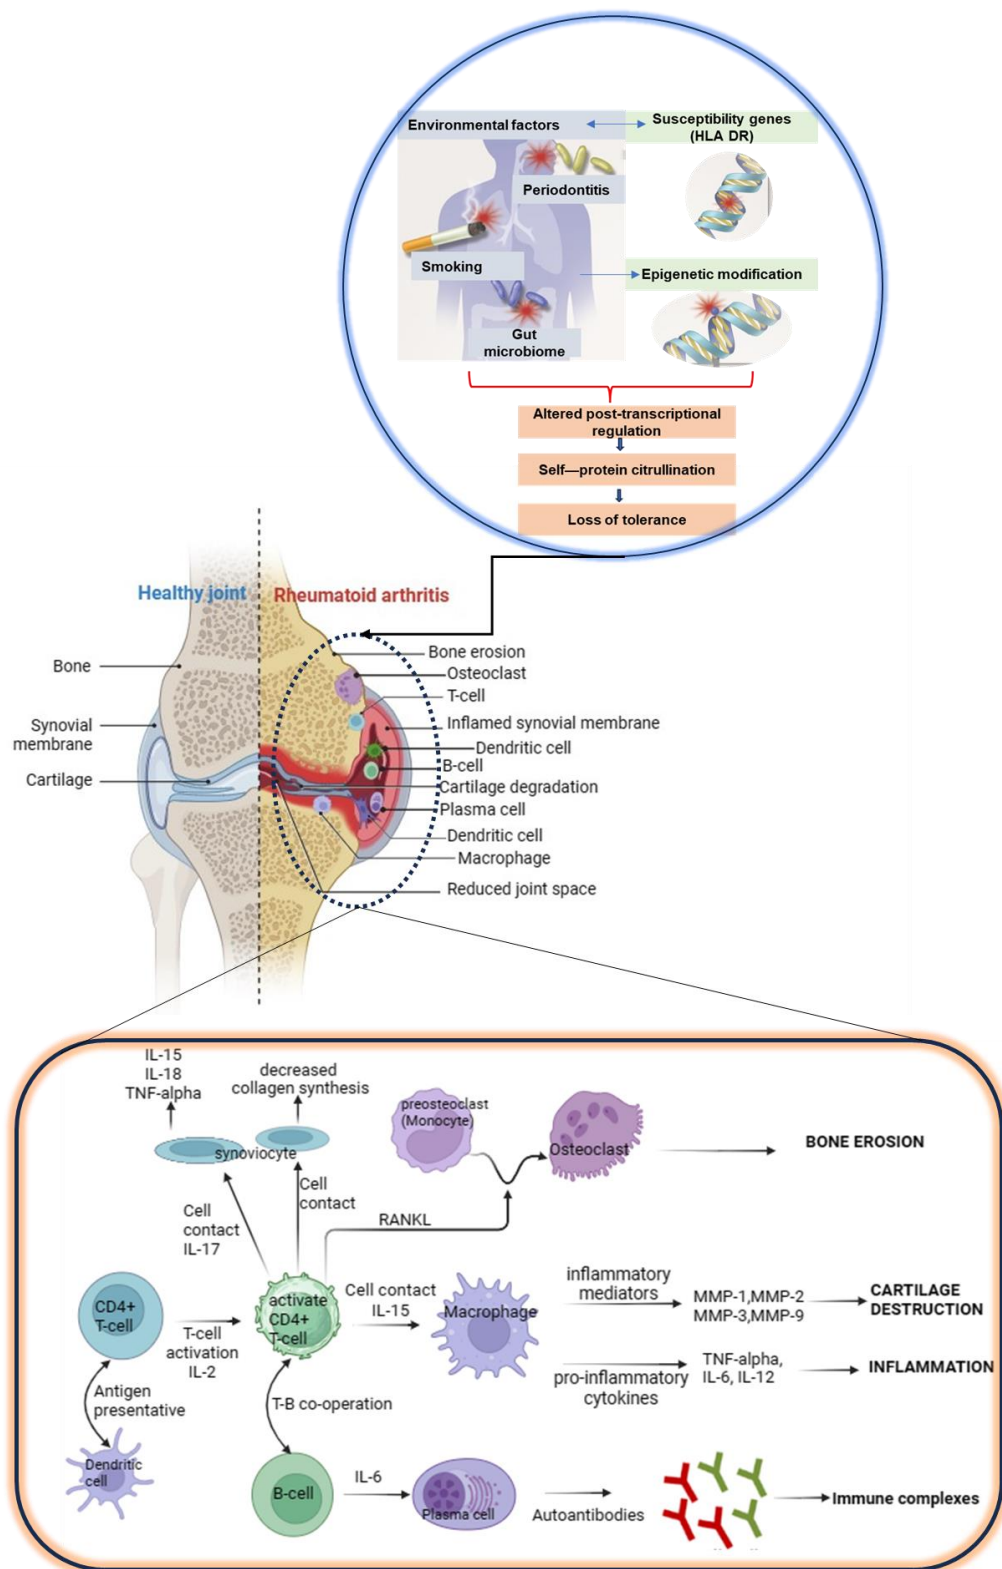 Environmental factors
Susceptibility genes
(HLA DR)
Periodontitis
Smoking
Epigenetic modification
Gut
microbiome
Altered post-transcriptional
regulation
Self—protein citrullination
Loss of tolerance
Healthy joint
Rheumatoid arthritis
Bone
Synovial
membrane
Cartilage
Bone erosion
Osteoclast
T-cell
Inflamed synovial membrane
Dendritic cell
B-cell
Cartilage degradation
Plasma cell
Dendritic cell
Macrophage
Reduced joint space
IL-15
IL-18
TNF-alpha
decreased
collagen synthesis
synoviocyte
preosteoclast
(Monocyte)
Osteoclast
BONE EROSION
Cell
contact
IL-17
Cell
contact
RANKL
CD4+
T-cell
T-cell
activation
IL-2
activate
CD4+
T-cell
Cell contact
IL-15
Macrophage
inflammatory
mediators
MMP-1,MMP-2
MMP-3,MMP-9
CARTILAGE
DESTRUCTION
pro-inflammatory
cytokines
TNF-alpha,
IL-6, IL-12
INFLAMMATION
Antigen
presentative
T-B co-operation
Dendritic
cell
B-cell
IL-6
Plasma cell
Autoantibodies
Immune complexes